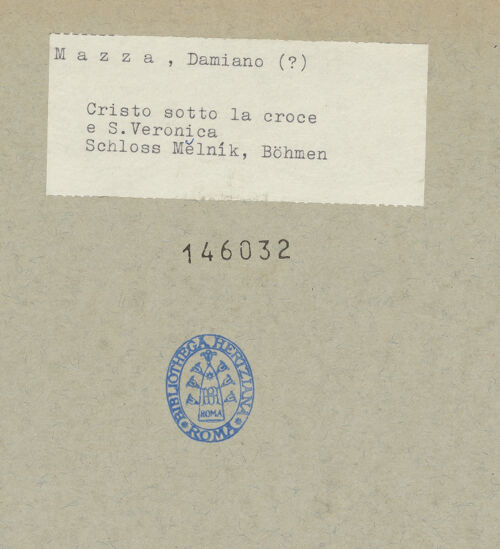 M a z z a , Damiano (?)
Cristo sotto la croce
e S.Veronica
Schloss Mělník, Böhmen
146032
BIBLIOTHECA HERTZIANA
ROMA
ROMA